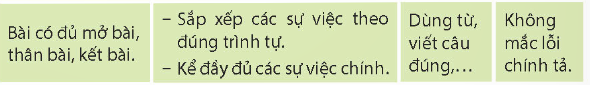 Bài có đủ mở bài,
thân bài, kết bài.
– Sắp xếp các sự việc theo
đúng trình tự.
– Kể đầy đủ các sự việc chính.
Dùng từ,
viết câu
đúng,...
Không
mắc lỗi
chính tả.